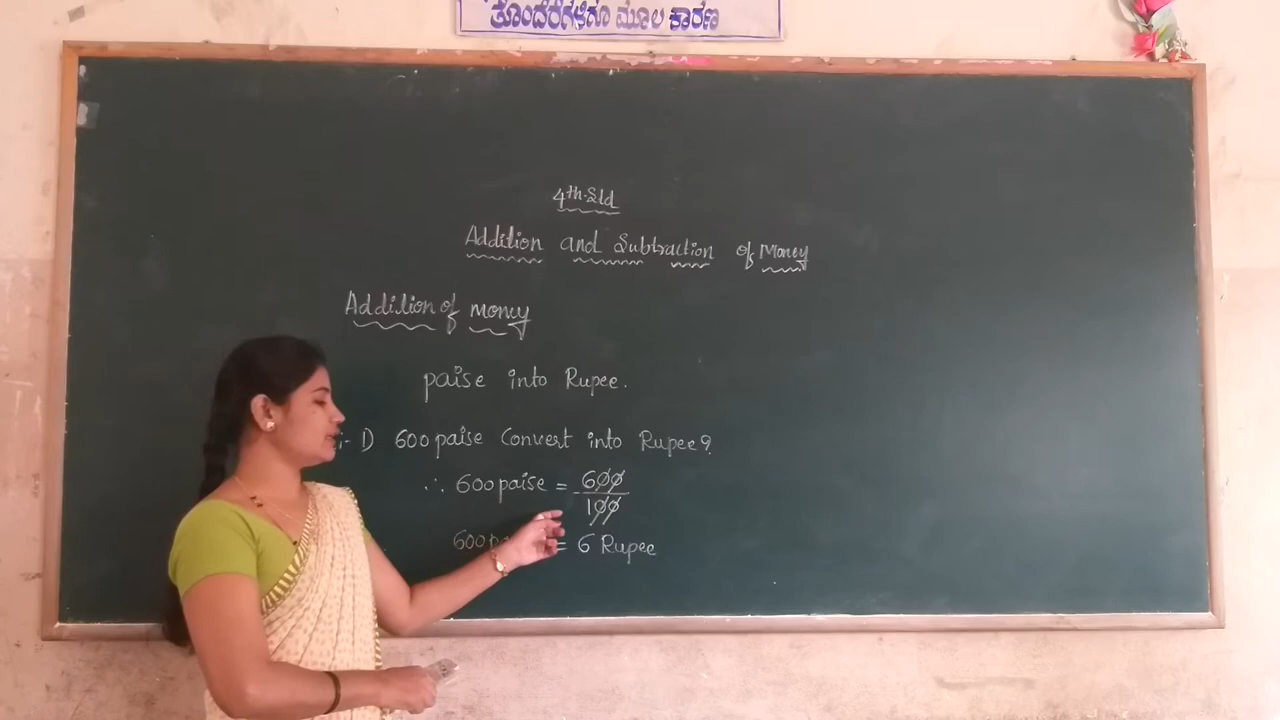 ತೊಂದರೆಗಳಿಗೂ ಮೂಲ ಕಾರಣ
4th Std
Addition and Subtraction of Money
Addition of money
paise into Rupee.
:- 1) 600 paise Convert into Rupee?
∴ 600 paise = 600/100
600 p = 6 Rupee